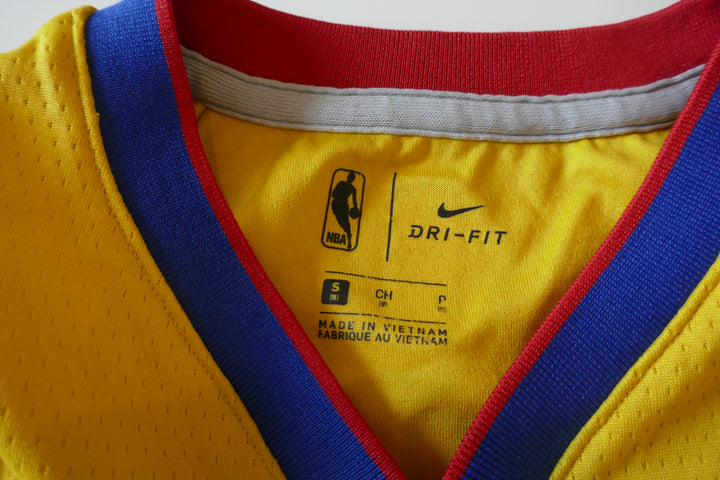 NBA
DRI-FIT
S CH P
MADE IN VIETNAM
FABRIQUE AU VIETNAM